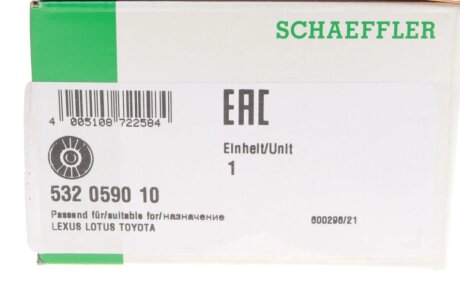 SCHAEFFLER
4 005108 722584
EAC
Einheit/Unit
1
532 0590 10
Passend für/suitable for/назначение
LEXUS LOTUS TOYOTA
600296/21